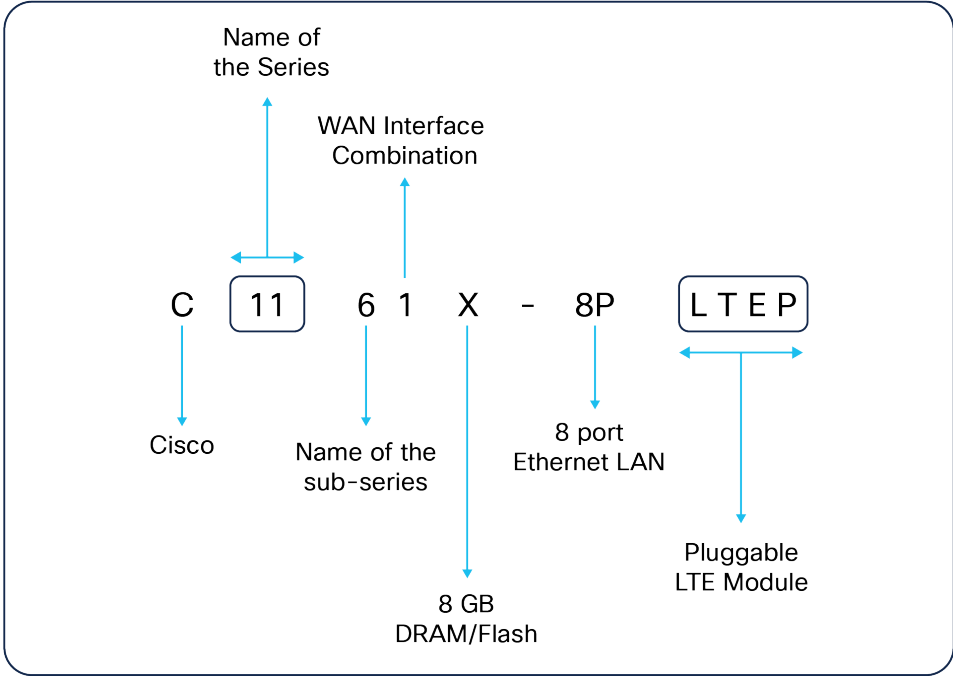 Name of
the Series
WAN Interface
Combination
C 11 6 1 X - 8P L T E P
Cisco
Name of the
sub-series
8 port
Ethernet LAN
Pluggable
LTE Module
8 GB
DRAM/Flash